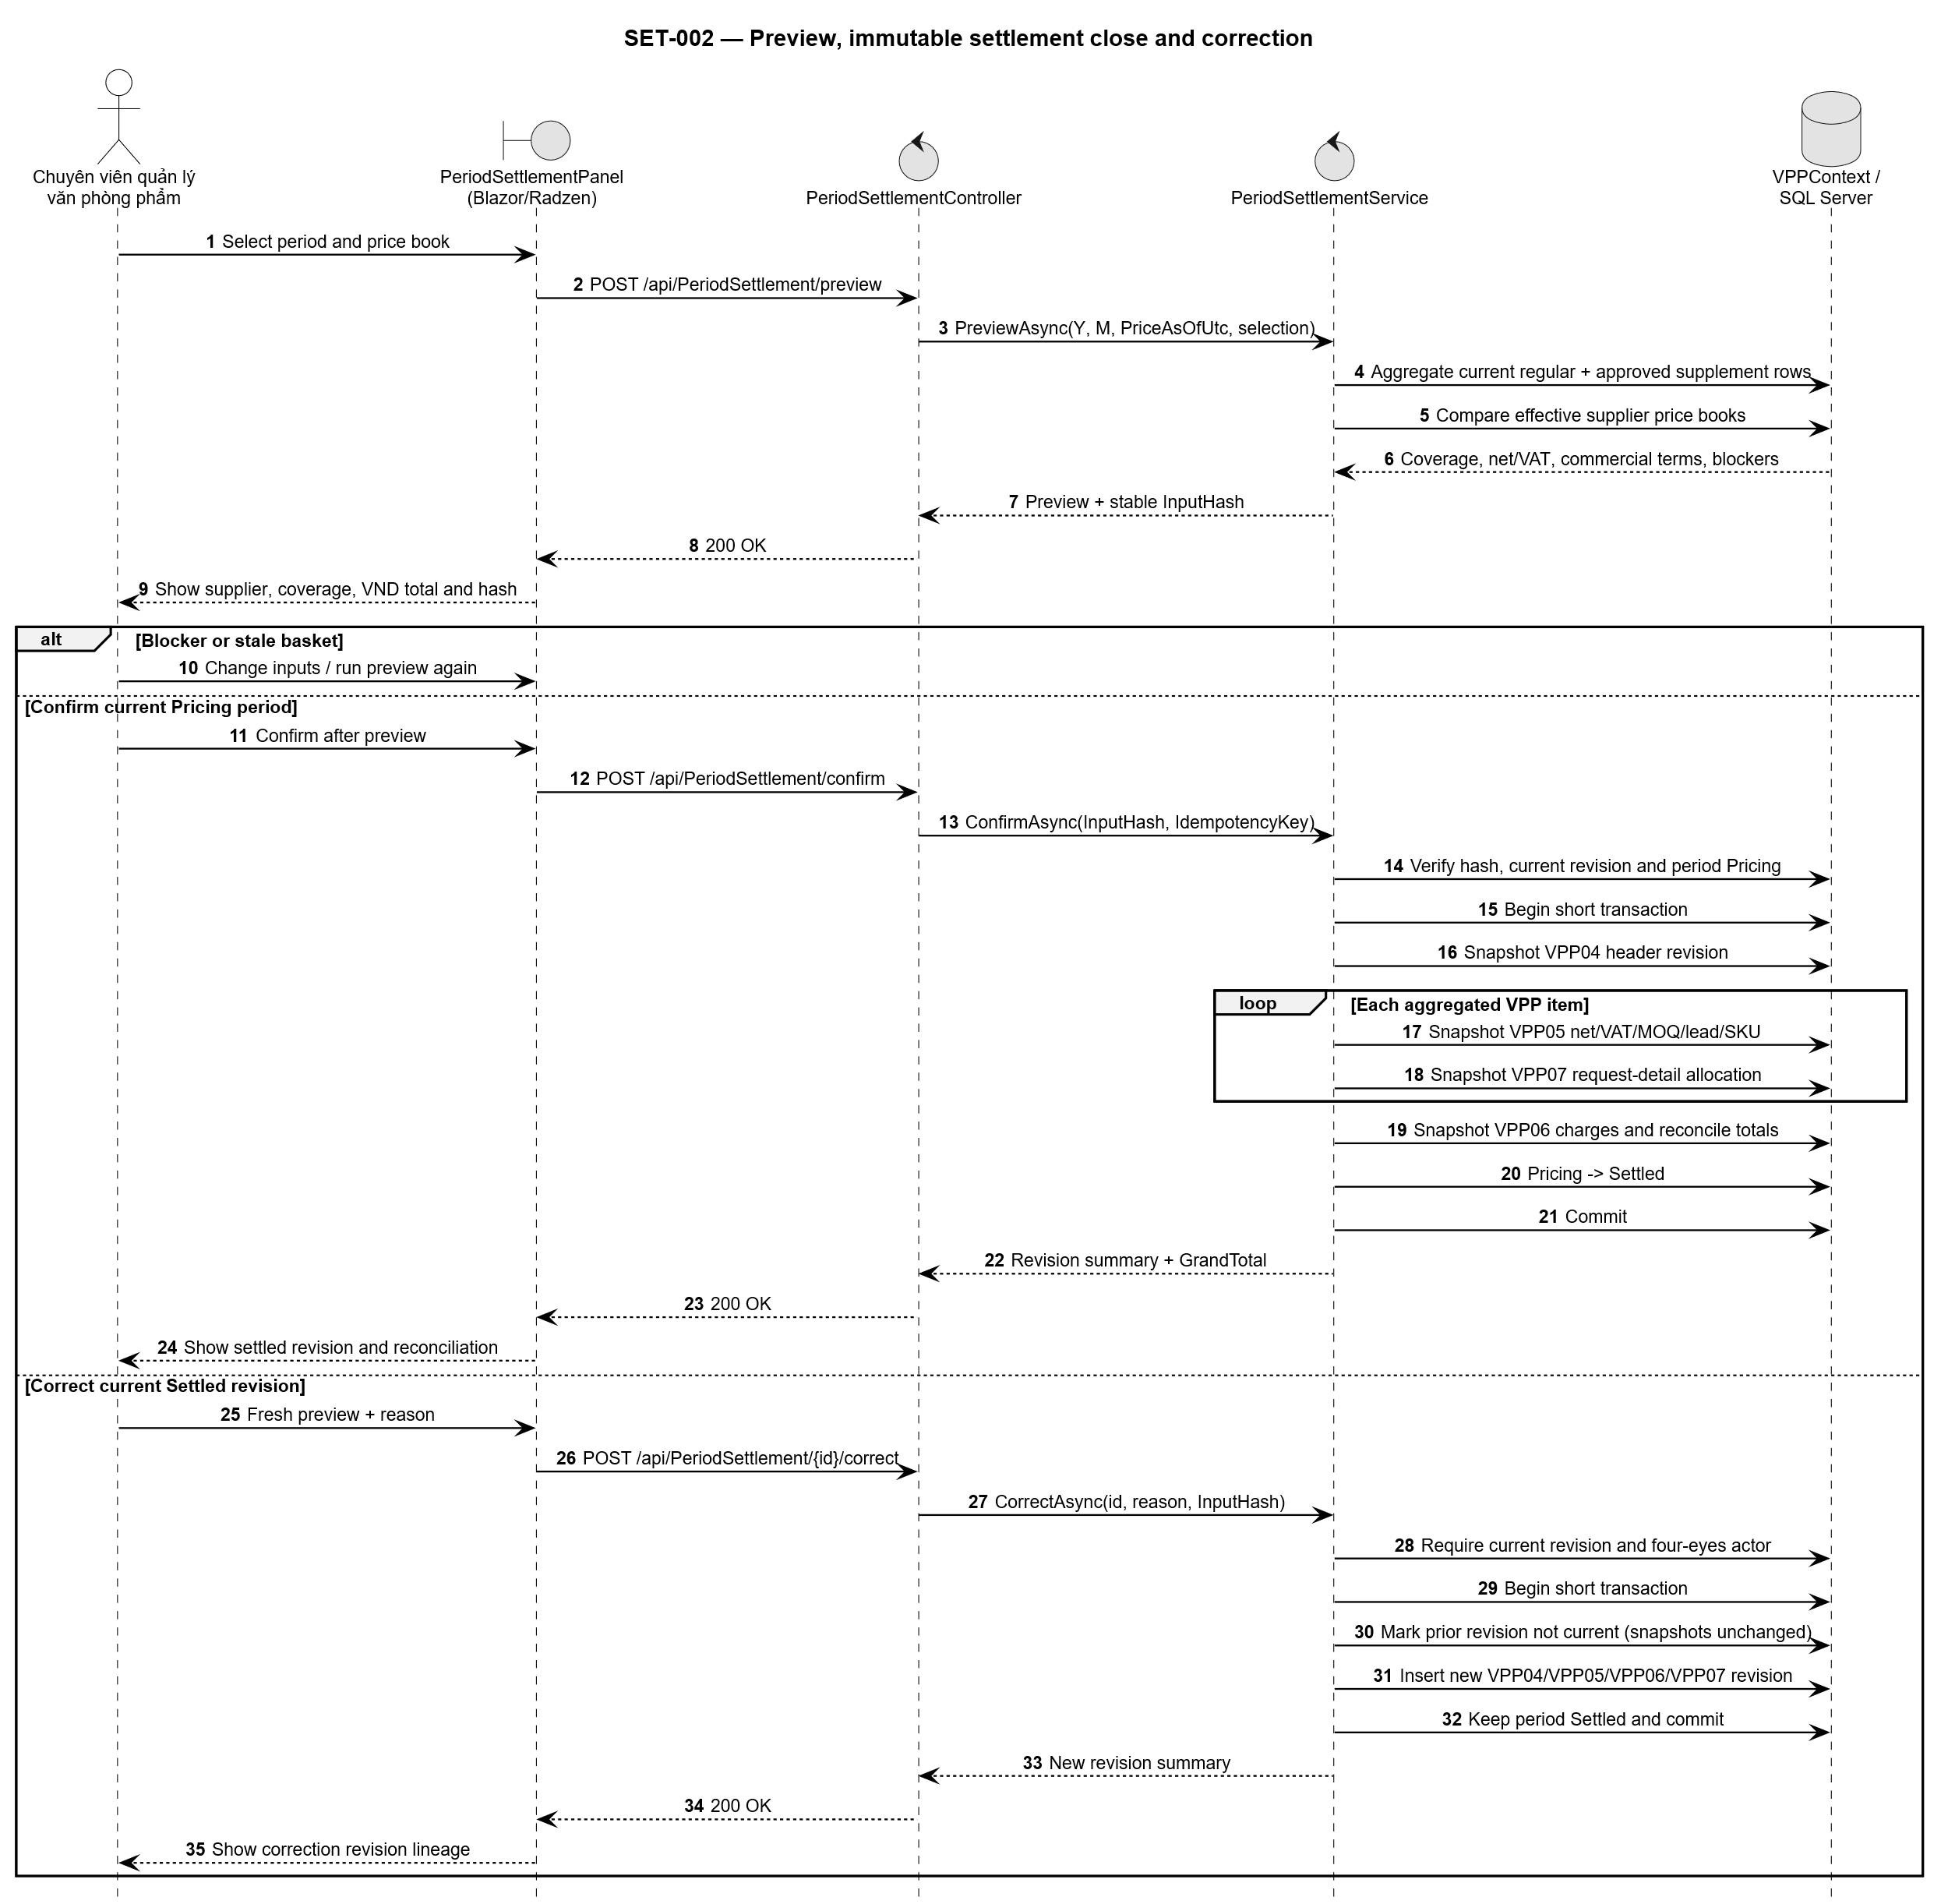 SET-002 — Preview, immutable settlement close and correction
Chuyên viên quản lý
văn phòng phẩm
PeriodSettlementPanel
(Blazor/Radzen)
PeriodSettlementController
PeriodSettlementService
VPPContext /
SQL Server
1 Select period and price book
2 POST /api/PeriodSettlement/preview
3 PreviewAsync(Y, M, PriceAsOfUtc, selection)
4 Aggregate current regular + approved supplement rows
5 Compare effective supplier price books
6 Coverage, net/VAT, commercial terms, blockers
7 Preview + stable InputHash
8 200 OK
9 Show supplier, coverage, VND total and hash
alt [Blocker or stale basket]
10 Change inputs / run preview again
[Confirm current Pricing period]
11 Confirm after preview
12 POST /api/PeriodSettlement/confirm
13 ConfirmAsync(InputHash, IdempotencyKey)
14 Verify hash, current revision and period Pricing
15 Begin short transaction
16 Snapshot VPP04 header revision
loop [Each aggregated VPP item]
17 Snapshot VPP05 net/VAT/MOQ/lead/SKU
18 Snapshot VPP07 request-detail allocation
19 Snapshot VPP06 charges and reconcile totals
20 Pricing -> Settled
21 Commit
22 Revision summary + GrandTotal
23 200 OK
24 Show settled revision and reconciliation
[Correct current Settled revision]
25 Fresh preview + reason
26 POST /api/PeriodSettlement/{id}/correct
27 CorrectAsync(id, reason, InputHash)
28 Require current revision and four-eyes actor
29 Begin short transaction
30 Mark prior revision not current (snapshots unchanged)
31 Insert new VPP04/VPP05/VPP06/VPP07 revision
32 Keep period Settled and commit
33 New revision summary
34 200 OK
35 Show correction revision lineage